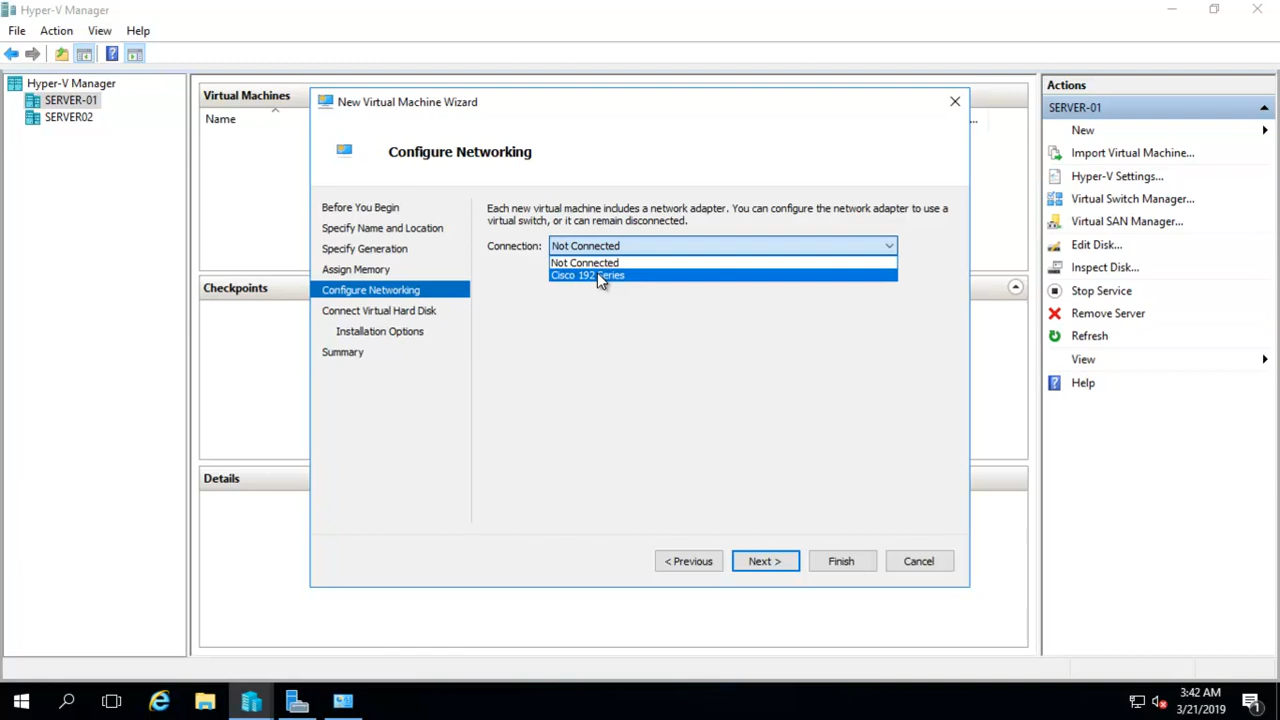 Hyper-V Manager
File Action View Help
Hyper-V Manager
SERVER-01
SERVER02
Virtual Machines
Name
...
Checkpoints
Details
New Virtual Machine Wizard
Configure Networking
Before You Begin
Specify Name and Location
Specify Generation
Assign Memory
Configure Networking
Connect Virtual Hard Disk
Installation Options
Summary
Each new virtual machine includes a network adapter. You can configure the network adapter to use a
virtual switch, or it can remain disconnected.
Connection: Not Connected
Not Connected
Cisco 192 Series
< Previous Next > Finish Cancel
Actions
SERVER-01
New
Import Virtual Machine...
Hyper-V Settings...
Virtual Switch Manager...
Virtual SAN Manager...
Edit Disk...
Inspect Disk...
Stop Service
Remove Server
Refresh
View
Help
3:42 AM
3/21/2019
1